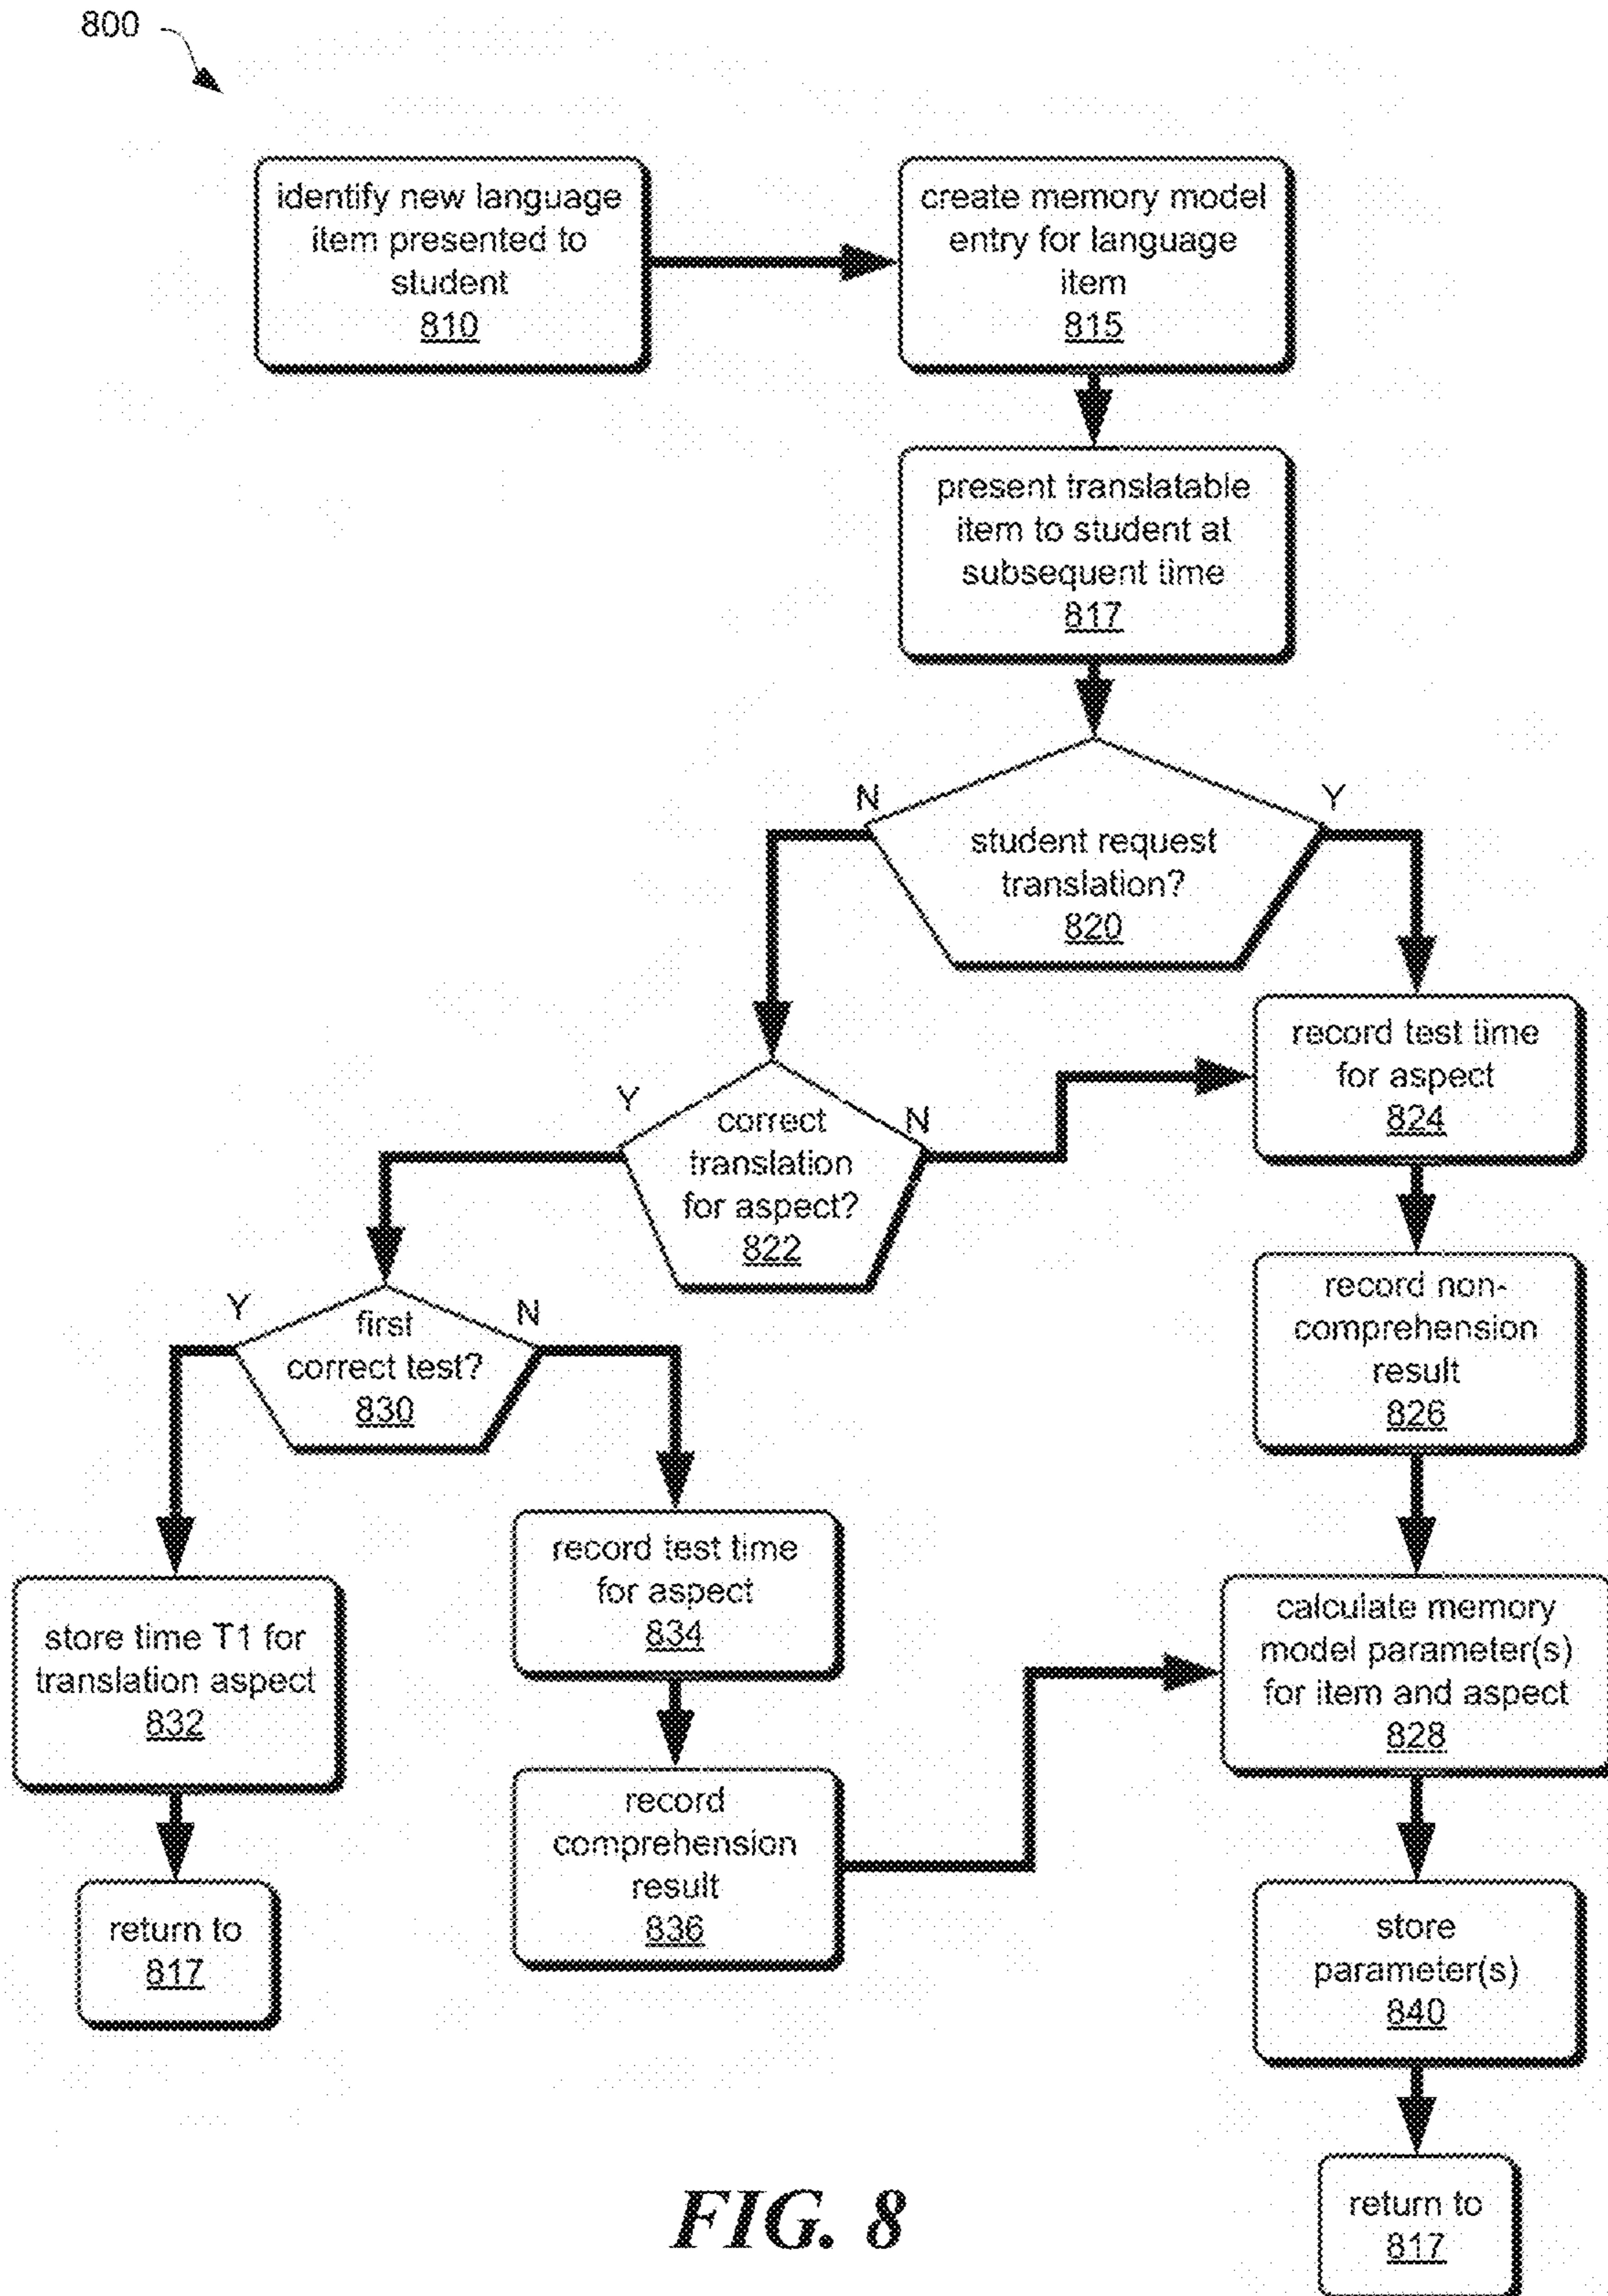 800
identify new language
item presented to
student
810
create memory model
entry for language
item
815
present translatable
item to student at
subsequent time
817
N
Y
student request
translation?
820
record test time
for aspect
824
Y
N
correct
translation
for aspect?
822
record non-
comprehension
result
826
Y
N
first
correct test?
830
record test time
for aspect
834
store time T1 for
translation aspect
832
calculate memory
model parameter(s)
for item and aspect
828
record
comprehension
result
836
return to
817
store
parameter(s)
840
return to
817
FIG. 8